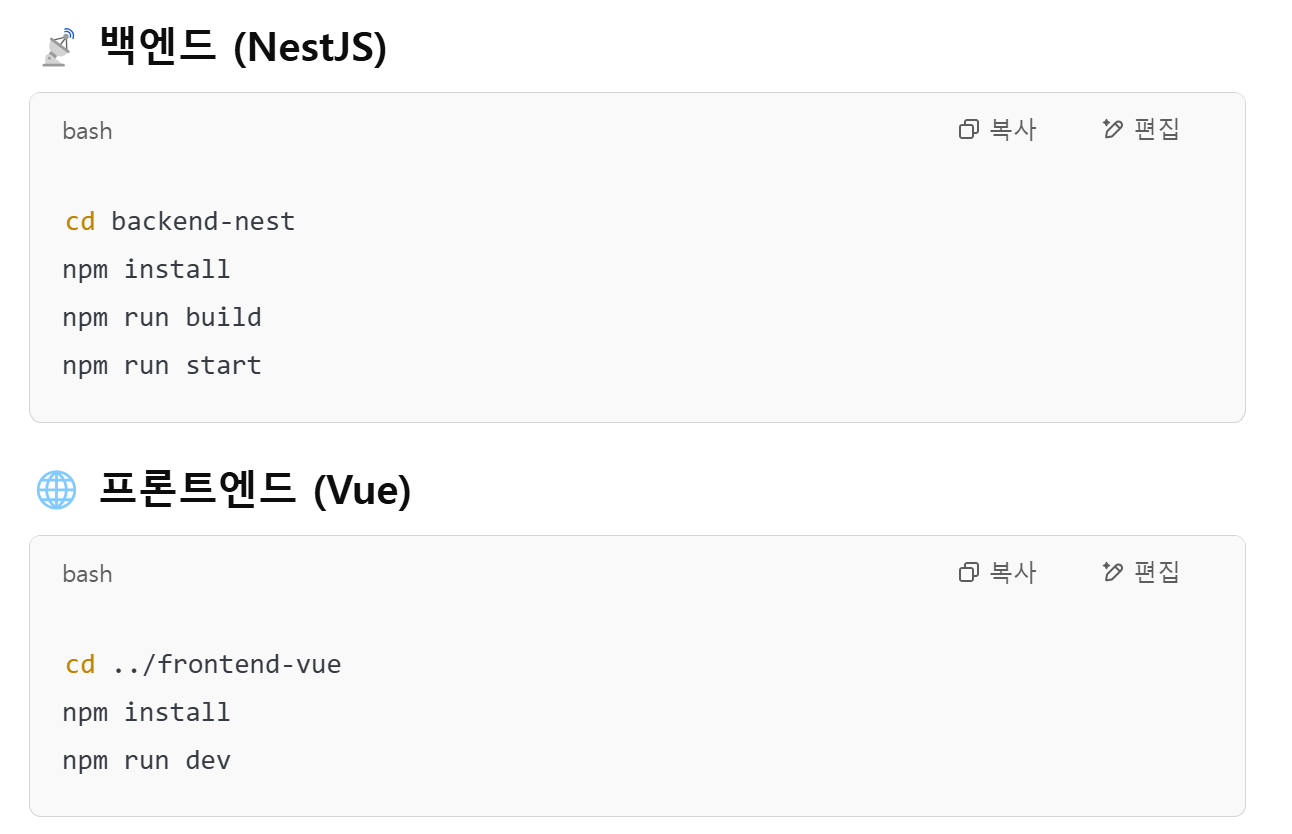 백엔드 (NestJS)
bash 복사 편집
cd backend-nest
npm install
npm run build
npm run start
프론트엔드 (Vue)
bash 복사 편집
cd ../frontend-vue
npm install
npm run dev